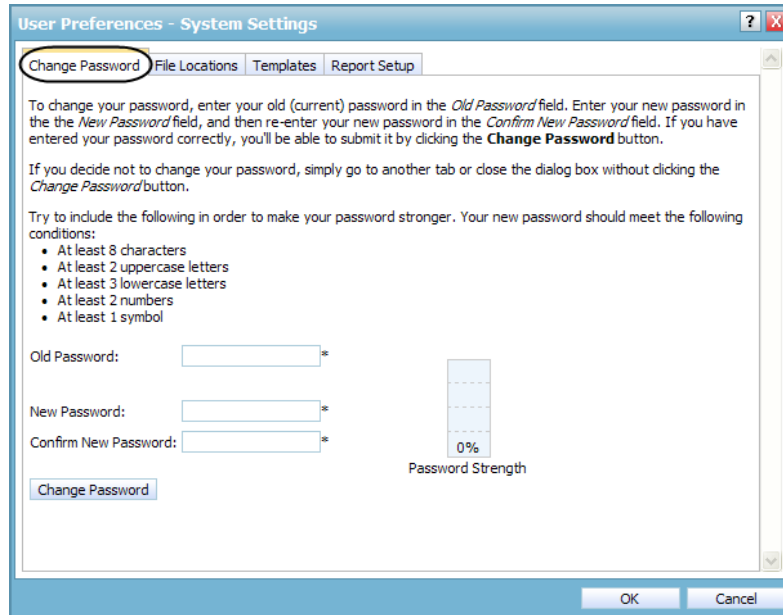 User Preferences - System Settings
? X
Change Password File Locations Templates Report Setup
To change your password, enter your old (current) password in the Old Password field. Enter your new password in
the the New Password field, and then re-enter your new password in the Confirm New Password field. If you have
entered your password correctly, you'll be able to submit it by clicking the Change Password button.
If you decide not to change your password, simply go to another tab or close the dialog box without clicking the
Change Password button.
Try to include the following in order to make your password stronger. Your new password should meet the following
conditions:
• At least 8 characters
• At least 2 uppercase letters
• At least 3 lowercase letters
• At least 2 numbers
• At least 1 symbol
Old Password: *
New Password: *
Confirm New Password: *
0%
Password Strength
Change Password
OK Cancel